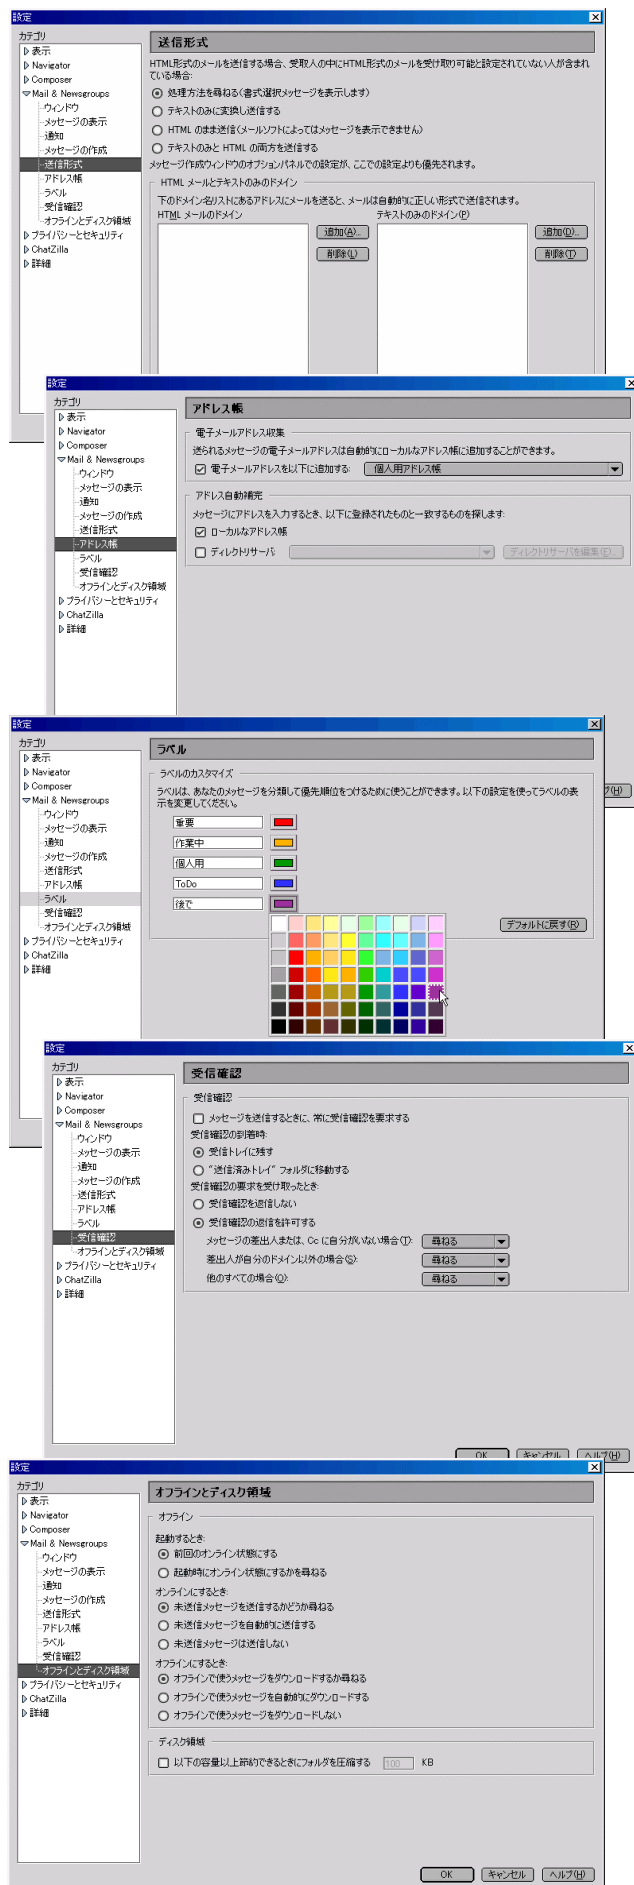 設定
カテゴリ
表示
Navigator
Composer
Mail & Newsgroups
ウィンドウ
メッセージの表示
通知
メッセージの作成
送信形式
アドレス帳
ラベル
受信確認
オフラインとディスク領域
プライバシーとセキュリティ
ChatZilla
詳細
送信形式
HTML形式のメールを送信する場合、受取人の中にHTML形式のメールを受け取り可能と設定されていない人が含まれ
ている場合:
処理方法を尋ねる(書式選択メッセージを表示します)
テキストのみに変換し送信する
HTML のまま送信(メールソフトによってはメッセージを表示できません)
テキストのみと HTML の両方を送信する
メッセージ作成ウィンドウのオプションパネルでの設定が、ここでの設定よりも優先されます。
HTML メールとテキストのみのドメイン
下のドメイン名リストにあるアドレスにメールを送ると、メールは自動的に正しい形式で送信されます。
HTML メールのドメイン
テキストのみのドメイン(P)
追加(A)...
追加(D)...
削除(L)
削除(T)
設定
カテゴリ
表示
Navigator
Composer
Mail & Newsgroups
ウィンドウ
メッセージの表示
通知
メッセージの作成
送信形式
アドレス帳
ラベル
受信確認
オフラインとディスク領域
プライバシーとセキュリティ
ChatZilla
詳細
アドレス帳
電子メールアドレス収集
送られるメッセージの電子メールアドレスは自動的にローカルなアドレス帳に追加することができます。
電子メールアドレスを以下に追加する:
個人用アドレス帳
アドレス自動補完
メッセージにアドレスを入力するとき、以下に登録されたものと一致するものを探します:
ローカルなアドレス帳
ディレクトリサーバ:
ディレクトリサーバを編集(E)...
プ(H)
設定
カテゴリ
表示
Navigator
Composer
Mail & Newsgroups
ウィンドウ
メッセージの表示
通知
メッセージの作成
送信形式
アドレス帳
ラベル
受信確認
オフラインとディスク領域
プライバシーとセキュリティ
ChatZilla
詳細
ラベル
ラベルのカスタマイズ
ラベルは、あなたのメッセージを分類して優先順位をつけるために使うことができます。以下の設定を使ってラベルの表
示を変更してください。
重要
作業中
個人用
ToDo
後で
デフォルトに戻す(R)
設定
カテゴリ
表示
Navigator
Composer
Mail & Newsgroups
ウィンドウ
メッセージの表示
通知
メッセージの作成
送信形式
アドレス帳
ラベル
受信確認
オフラインとディスク領域
プライバシーとセキュリティ
ChatZilla
詳細
受信確認
受信確認
メッセージを送信するときに、常に受信確認を要求する
受信確認の到着時:
受信トレイに残す
"送信済みトレイ" フォルダに移動する
受信確認の要求を受け取ったとき:
受信確認を返信しない
受信確認の返信を許可する
メッセージの差出人または、Cc に自分がいない場合(T):
尋ねる
差出人が自分のドメイン以外の場合(S):
尋ねる
他のすべての場合(O):
尋ねる
OK
キャンセル
ヘルプ(H)
設定
カテゴリ
表示
Navigator
Composer
Mail & Newsgroups
ウィンドウ
メッセージの表示
通知
メッセージの作成
送信形式
アドレス帳
ラベル
受信確認
オフラインとディスク領域
プライバシーとセキュリティ
ChatZilla
詳細
オフラインとディスク領域
オフライン
起動するとき:
前回のオンライン状態にする
起動時にオンライン状態にするかを尋ねる
オンラインにするとき:
未送信メッセージを送信するかどうか尋ねる
未送信メッセージを自動的に送信する
未送信メッセージは送信しない
オフラインにするとき:
オフラインで使うメッセージをダウンロードするか尋ねる
オフラインで使うメッセージを自動的にダウンロードする
オフラインで使うメッセージをダウンロードしない
ディスク領域
以下の容量以上節約できるときにフォルダを圧縮する
100
KB
OK
キャンセル
ヘルプ(H)